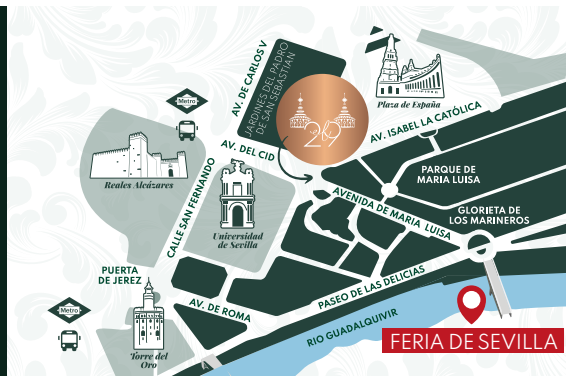 AV. DE CARLOS V
JARDINES DEL PADRO
DE SAN SEBASTIAN
Plaza de España
AV. ISABEL LA CATÓLICA
Metro
AV. DEL CID
PARQUE DE
MARIA LUISA
Reales Alcázares
CALLE SAN FERNANDO
AVENIDA DE MARIA LUISA
GLORIETA DE
LOS MARINEROS
Universidad
de Sevilla
PUERTA
DE JEREZ
PASEO DE LAS DELICIAS
AV. DE ROMA
Metro
RIO GUADALQUIVIR
FERIA DE SEVILLA
Torre del
Oro